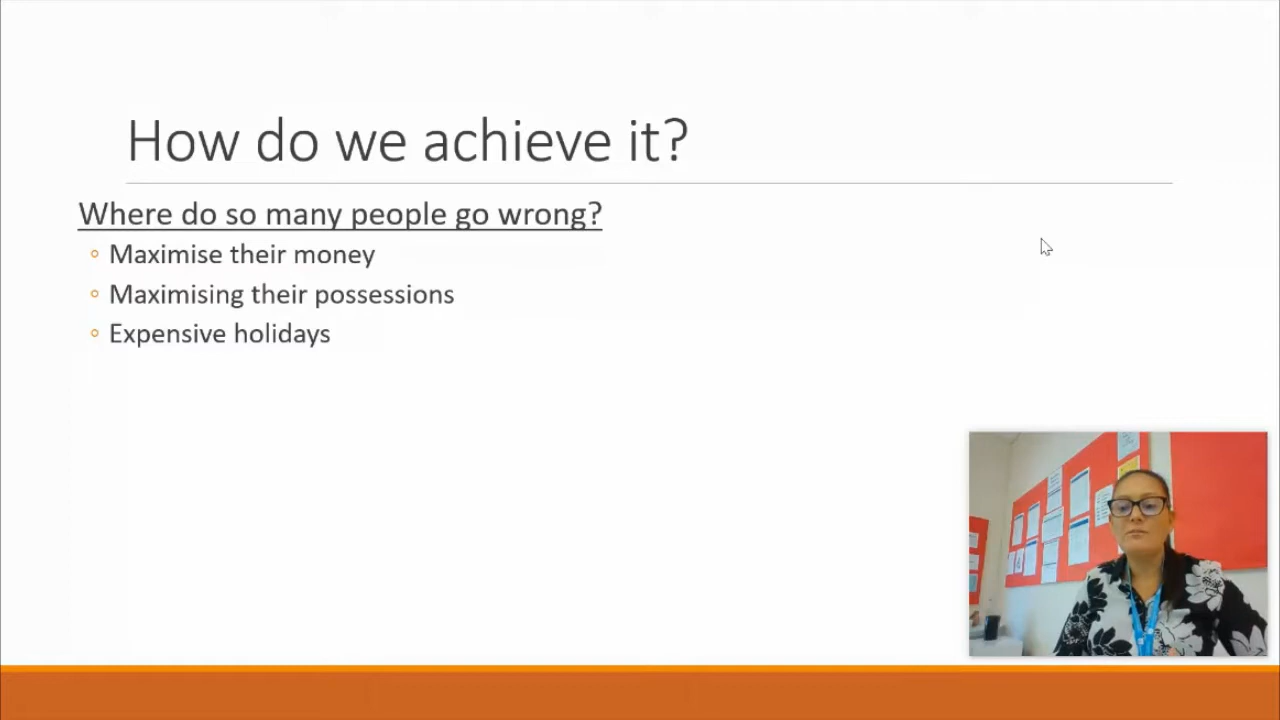 How do we achieve it?
Where do so many people go wrong?
Maximise their money
Maximising their possessions
Expensive holidays